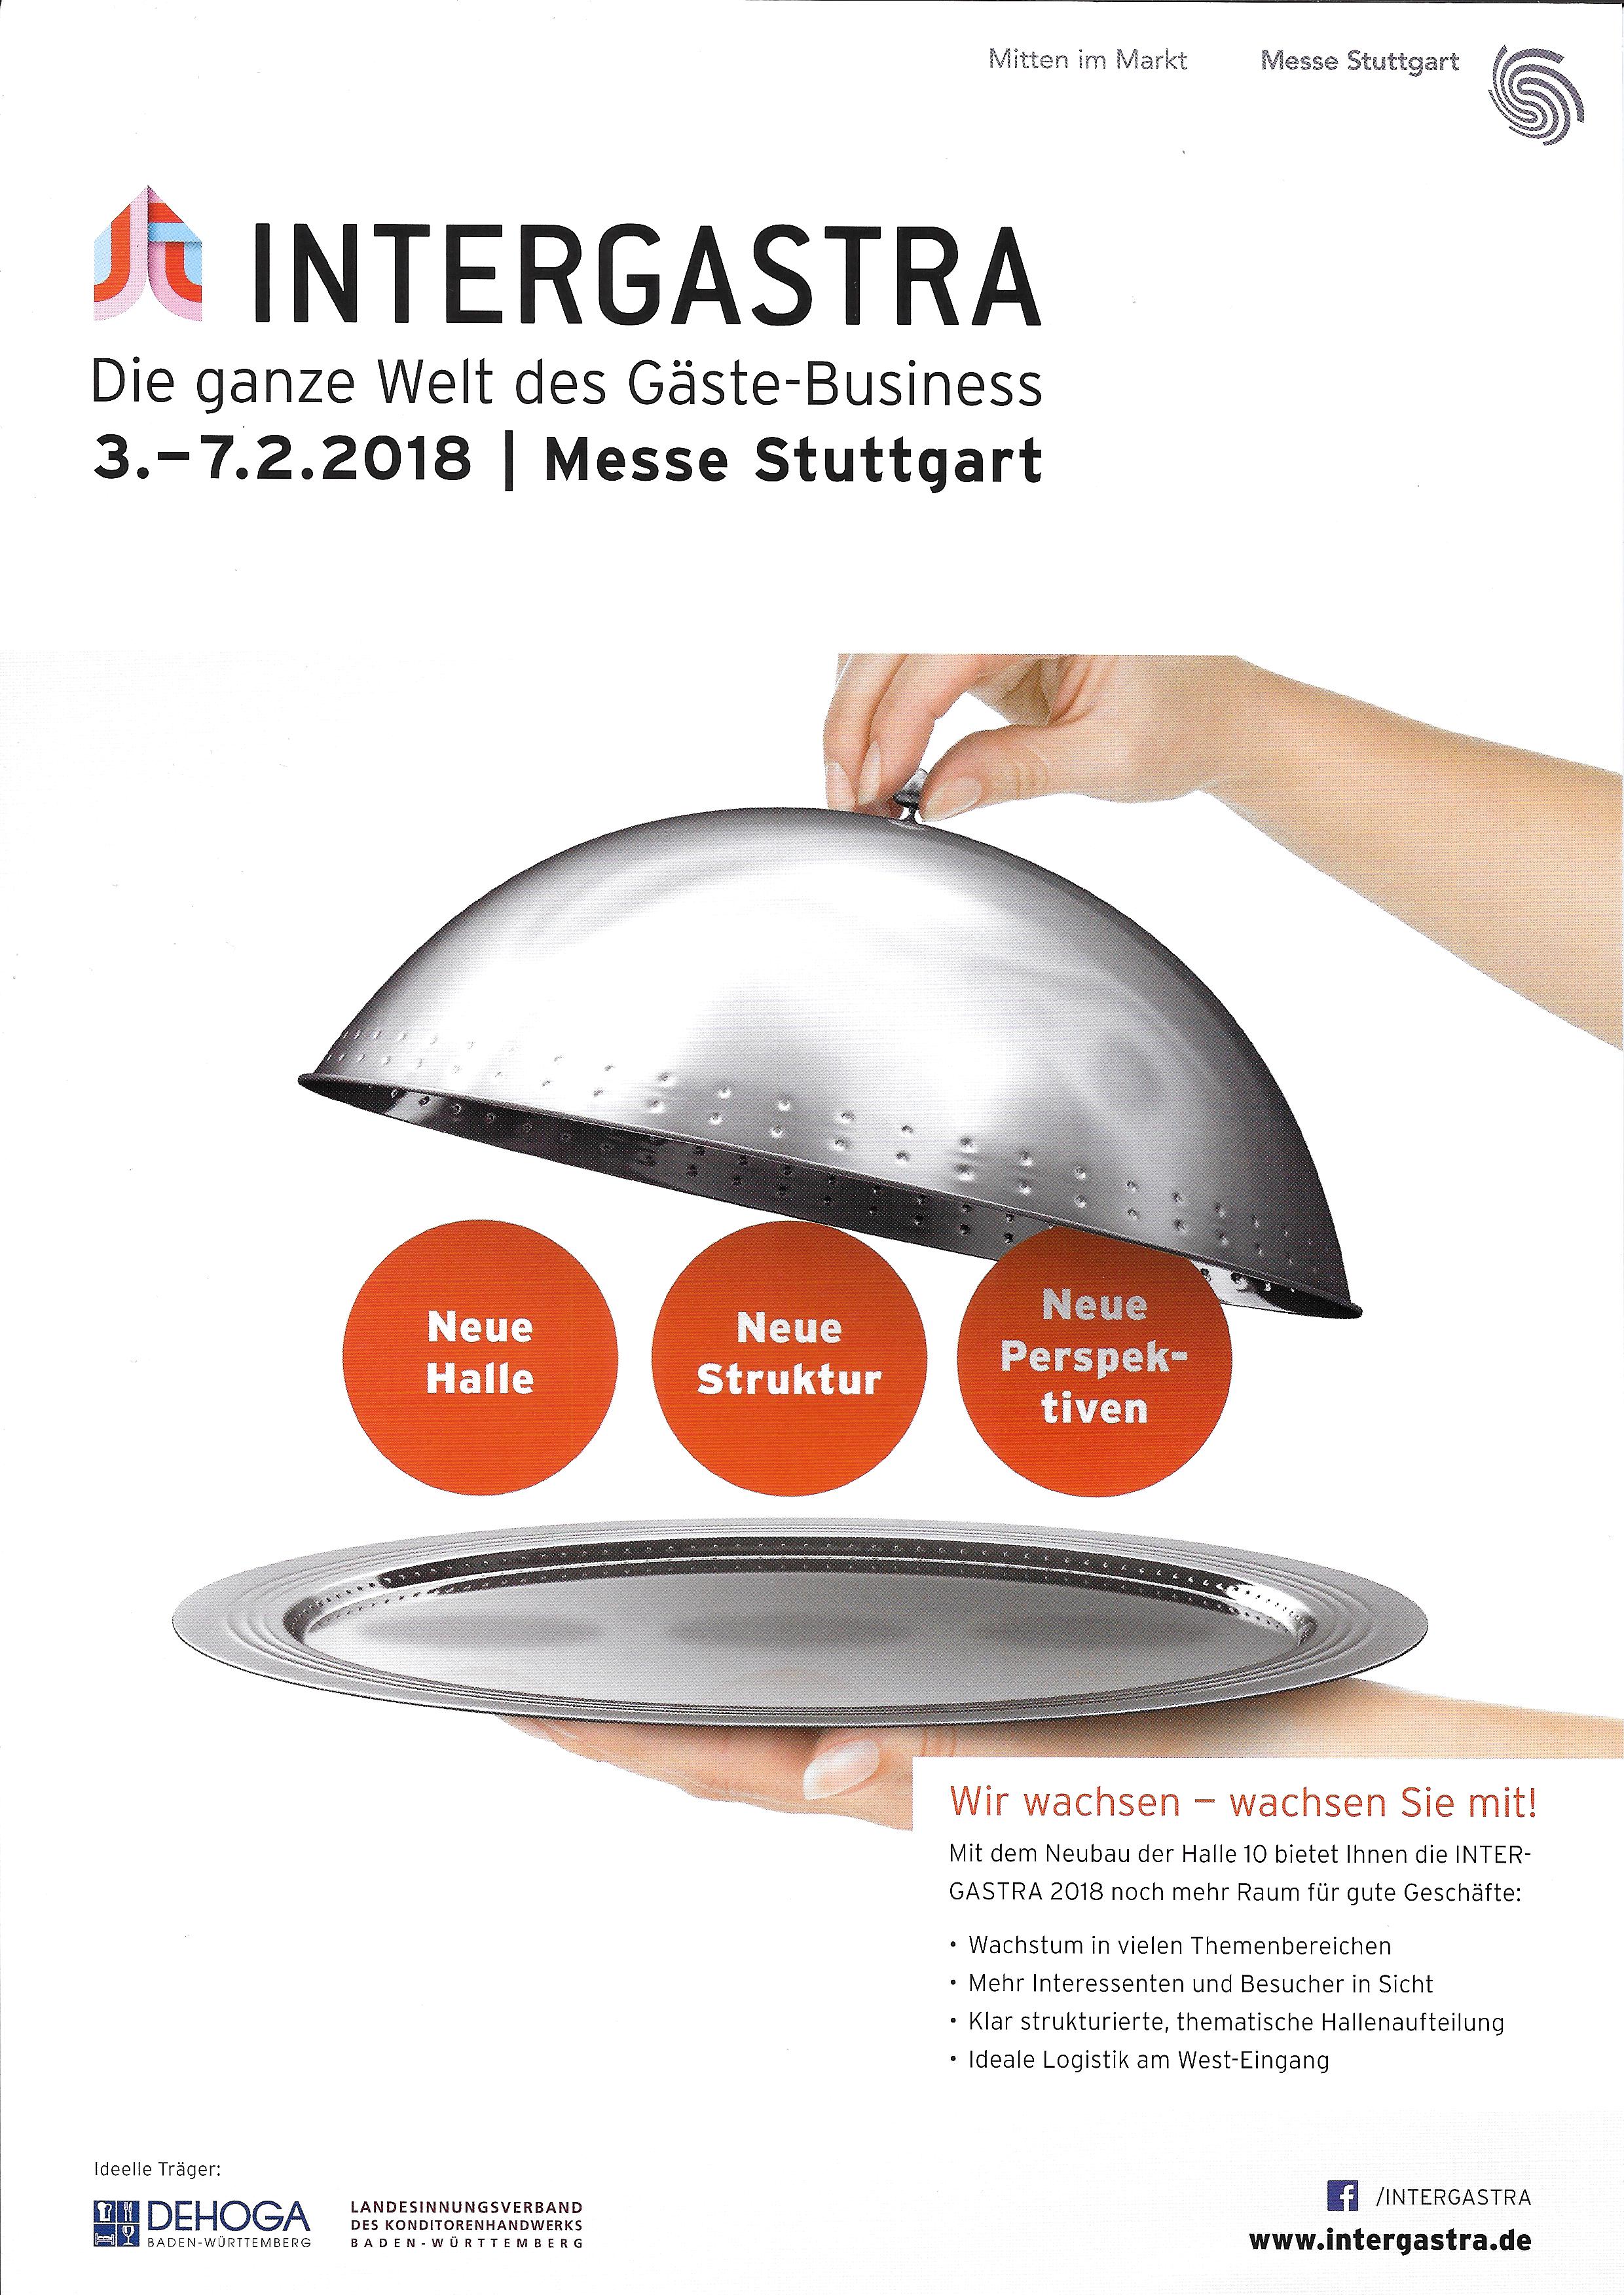 Mitten im Markt Messe Stuttgart
INTERGASTRA
Die ganze Welt des Gäste-Business
3.–7.2.2018 | Messe Stuttgart
Neue
Halle
Neue
Struktur
Neue
Perspek-
tiven
Wir wachsen – wachsen Sie mit!
Mit dem Neubau der Halle 10 bietet Ihnen die INTER-
GASTRA 2018 noch mehr Raum für gute Geschäfte:
• Wachstum in vielen Themenbereichen
• Mehr Interessenten und Besucher in Sicht
• Klar strukturierte, thematische Hallenaufteilung
• Ideale Logistik am West-Eingang
Ideelle Träger:
DEHOGA
BADEN-WÜRTTEMBERG
LANDESINNUNGSVERBAND
DES KONDITORENHANDWERKS
BADEN-WÜRTTEMBERG
/INTERGASTRA
www.intergastra.de